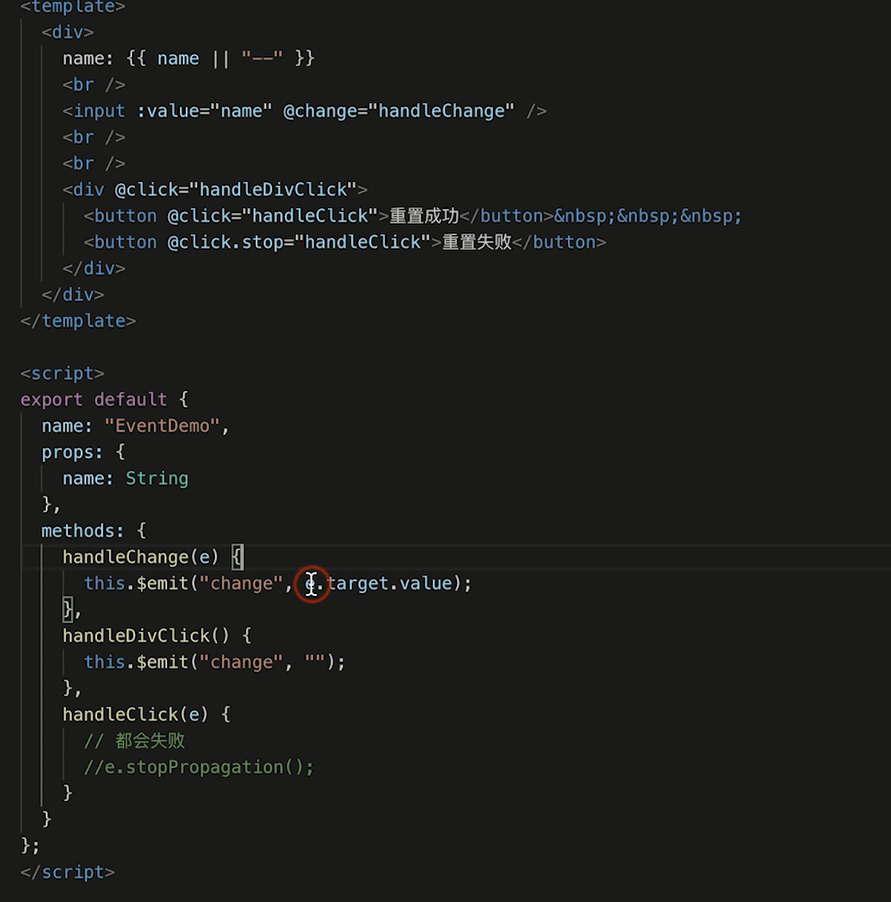 <template>
<div>
name: {{ name || "--" }}
<br />
<input :value="name" @change="handleChange" />
<br />
<br />
<div @click="handleDivClick">
<button @click="handleClick">重置成功</button>&nbsp;&nbsp;&nbsp;
<button @click.stop="handleClick">重置失败</button>
</div>
</div>
</template>
<script>
export default {
name: "EventDemo",
props: {
name: String
},
methods: {
handleChange(e) {
this.$emit("change", e.target.value);
},
handleDivClick() {
this.$emit("change", "");
},
handleClick(e) {
// 都会失败
//e.stopPropagation();
}
}
};
</script>